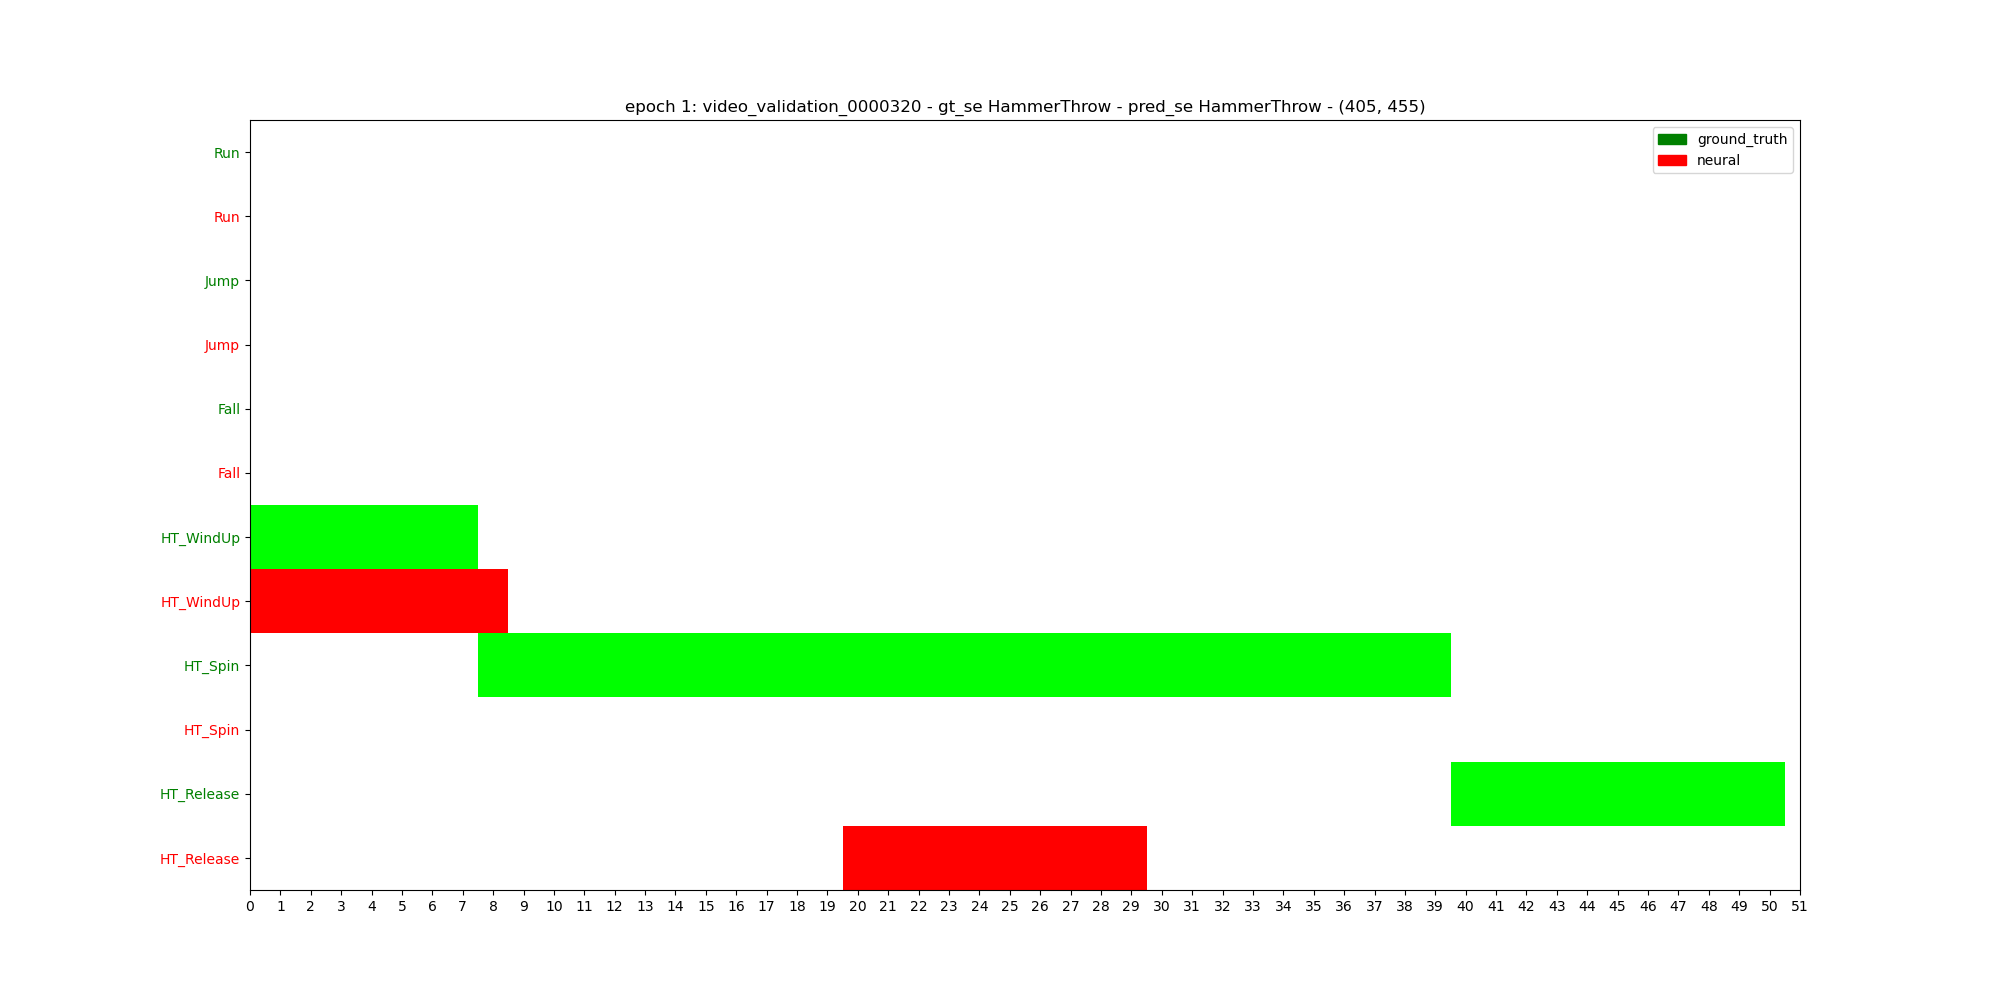 epoch 1: video_validation_0000320 - gt_se HammerThrow - pred_se HammerThrow - (405, 455)
ground_truth
neural
Run
Run
Jump
Jump
Fall
Fall
HT_WindUp
HT_WindUp
HT_Spin
HT_Spin
HT_Release
HT_Release
0 1 2 3 4 5 6 7 8 9 10 11 12 13 14 15 16 17 18 19 20 21 22 23 24 25 26 27 28 29 30 31 32 33 34 35 36 37 38 39 40 41 42 43 44 45 46 47 48 49 50 51